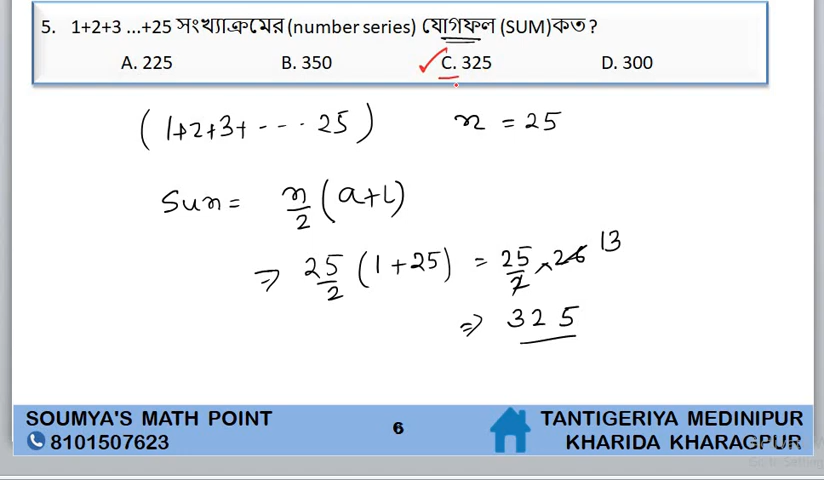 5. 1+2+3 ...+25 সংখ্যাক্রমের (number series) যোগফল (SUM)কত ?
A. 225 B. 350 C. 325 D. 300
(1+2+3+ - - - . 25) n = 25
Sum = n/2 (a+L)
⇒ 25/2 (1+25) = 25/2 × 26 13
⇒ 325
SOUMYA'S MATH POINT
8101507623
6
TANTIGERIYA MEDINIPUR
KHARIDA KHARAGPUR